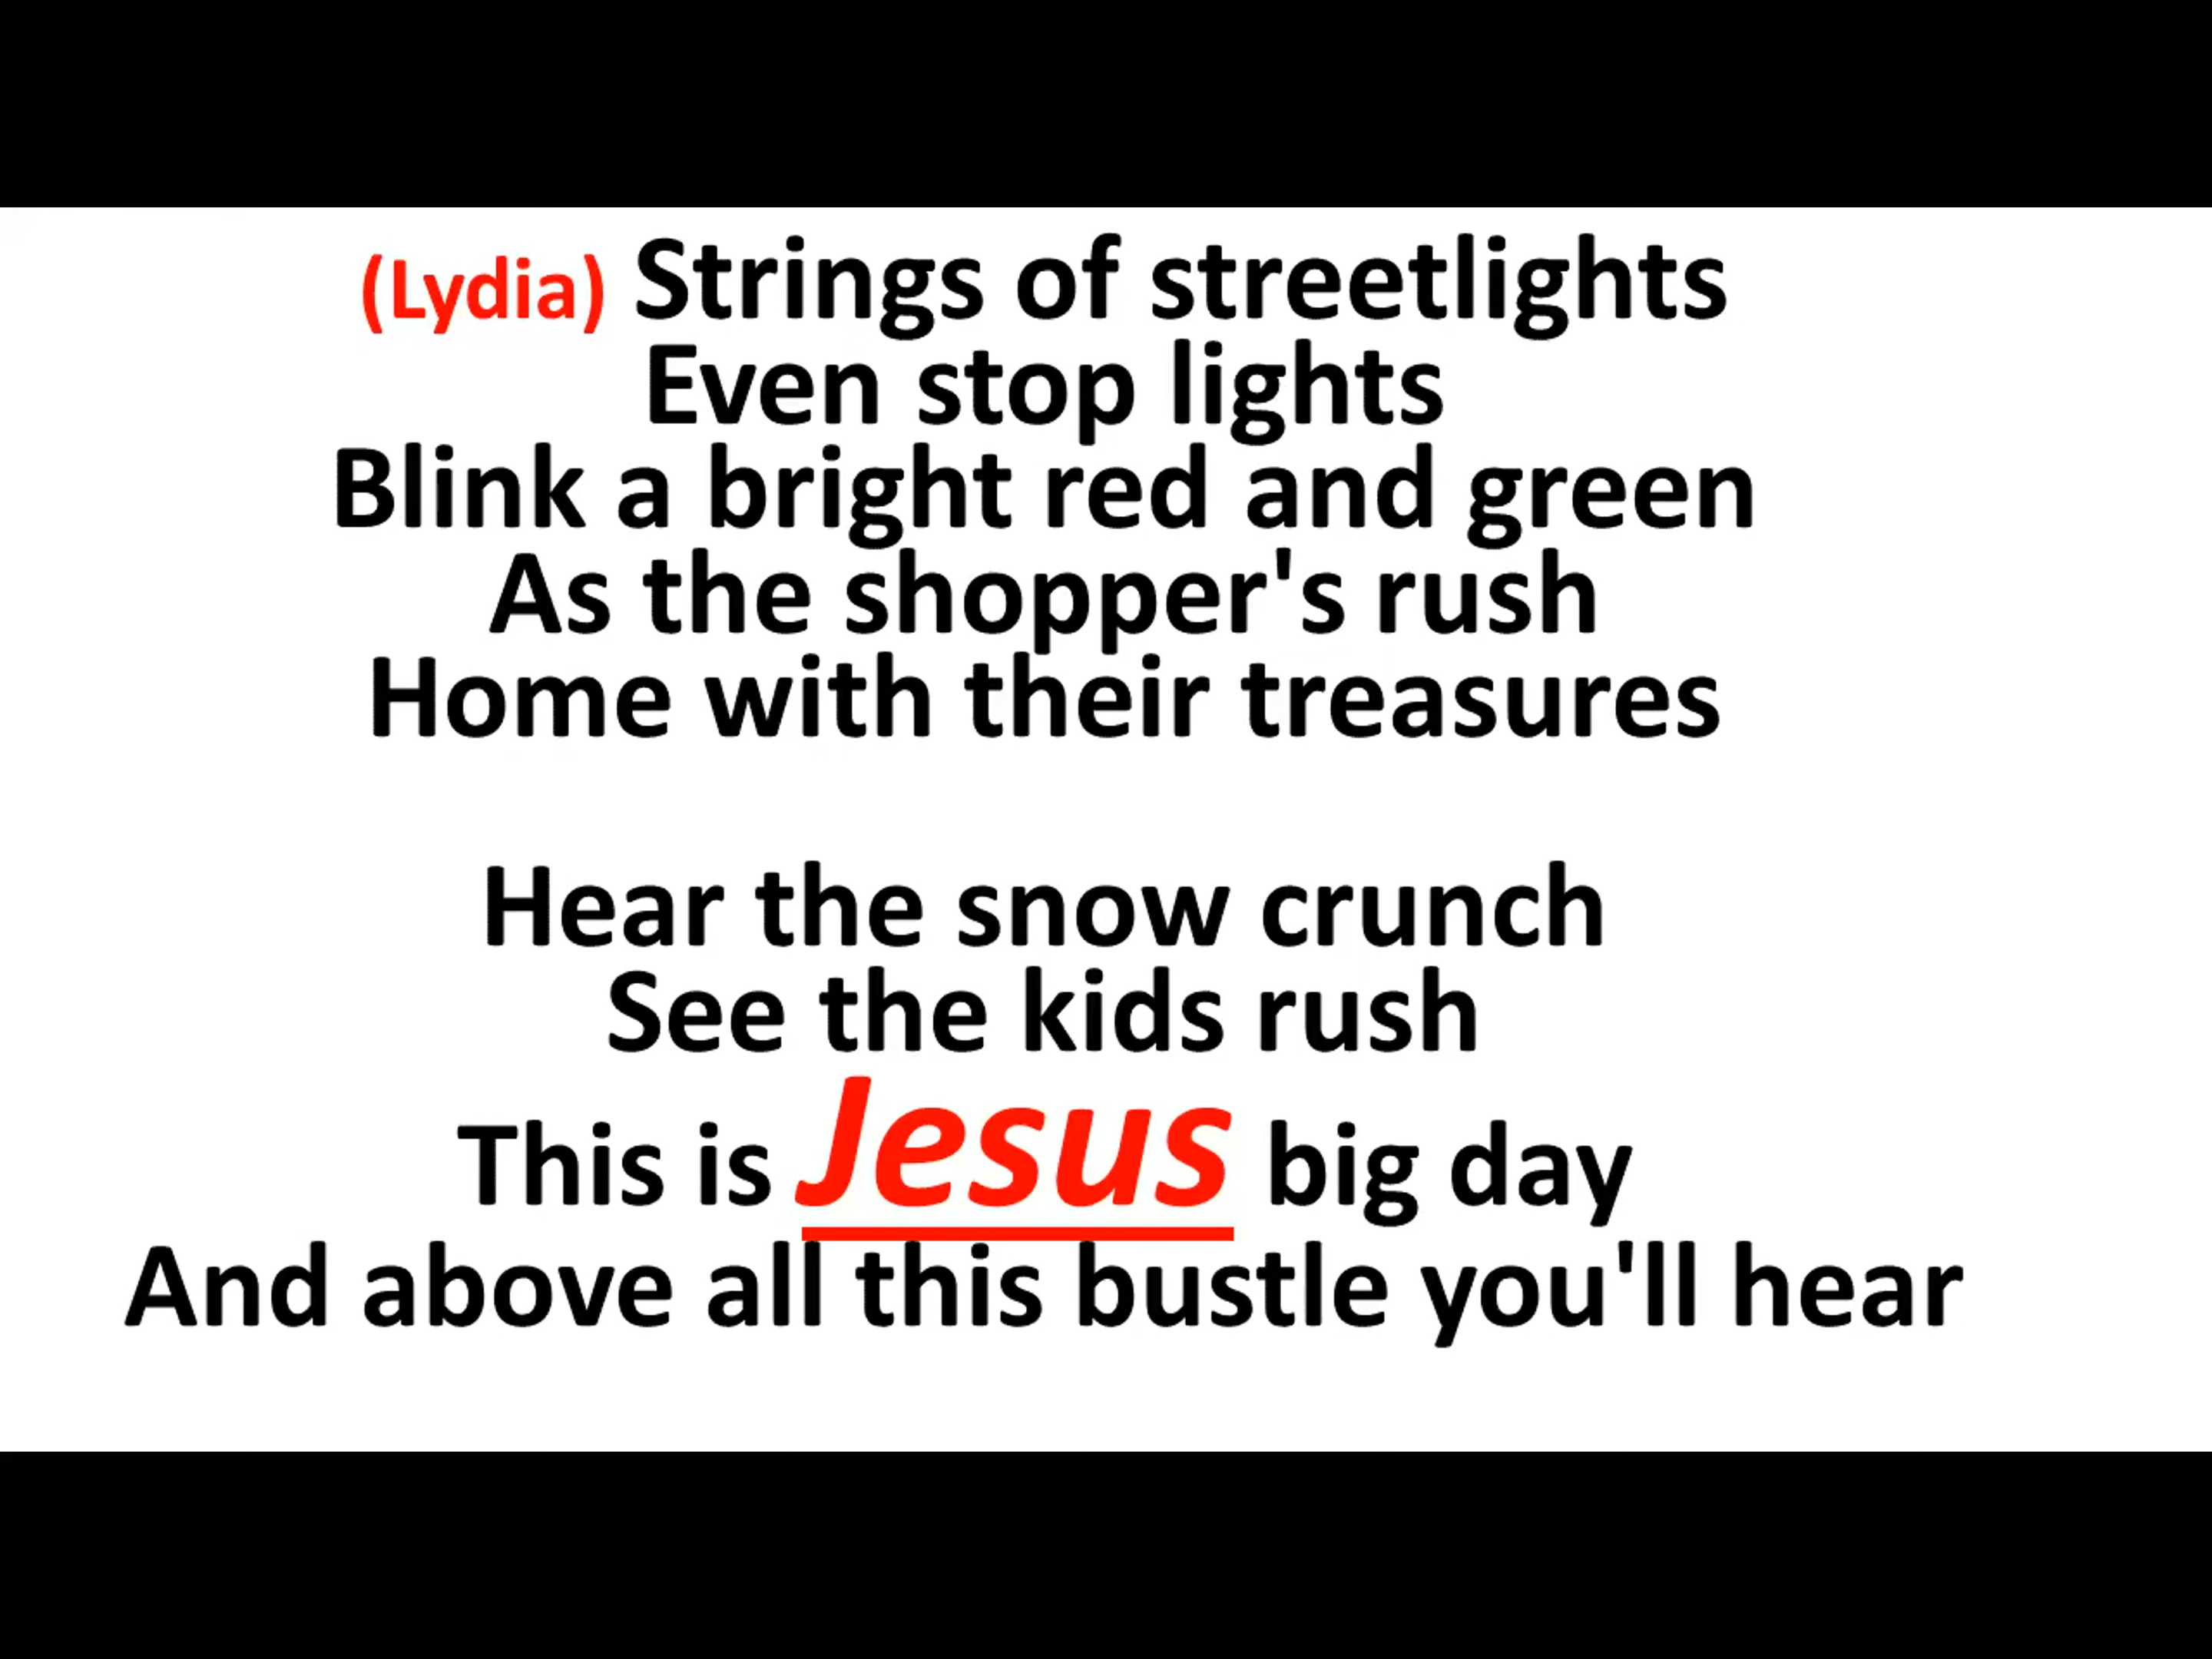 (Lydia) Strings of streetlights
Even stop lights
Blink a bright red and green
As the shopper's rush
Home with their treasures
Hear the snow crunch
See the kids rush
This is Jesus big day
And above all this bustle you'll hear